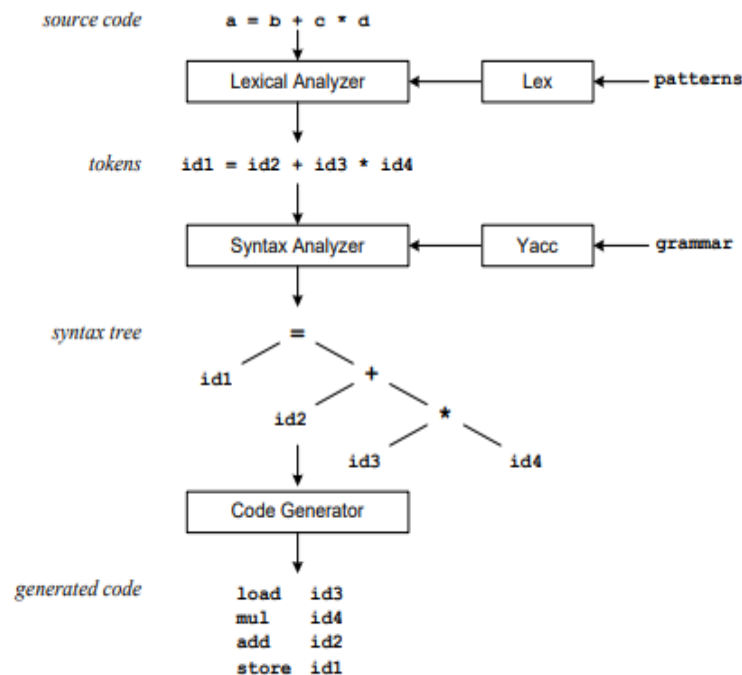 source code a = b + c * d
Lexical Analyzer Lex patterns
tokens id1 = id2 + id3 * id4
Syntax Analyzer Yacc grammar
syntax tree =
id1 +
id2 *
id3 id4
Code Generator
generated code load id3
mul id4
add id2
store id1